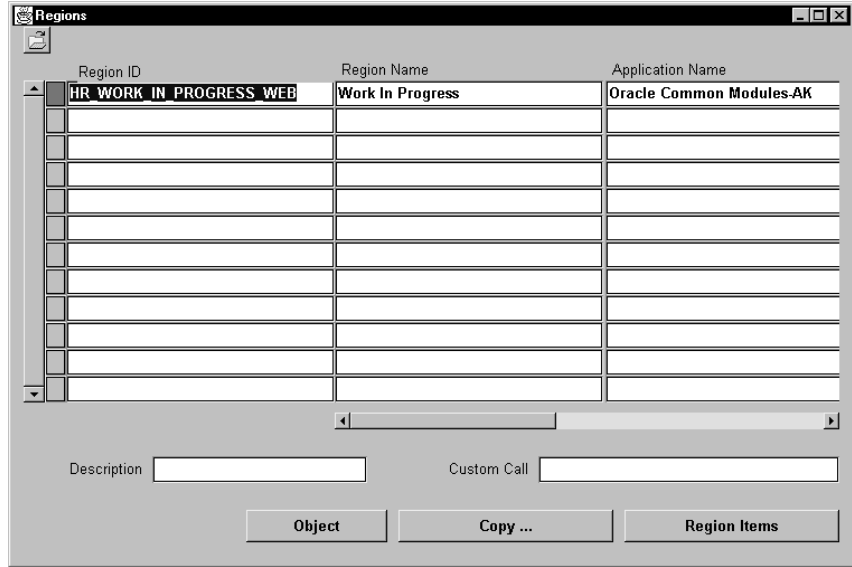 Regions
Region ID Region Name Application Name
HR_WORK_IN_PROGRESS_WEB Work In Progress Oracle Common Modules-AK
Description Custom Call
Object Copy ... Region Items